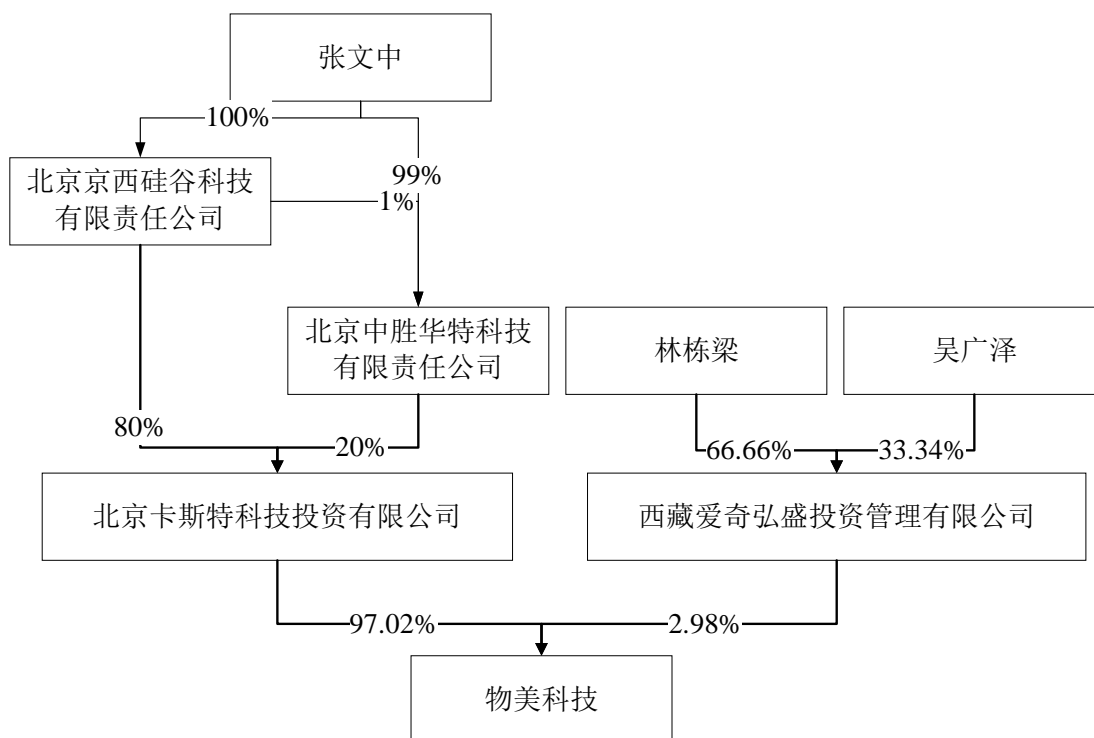 张文中
100%
北京京西硅谷科技
有限责任公司
99%
1%
北京中胜华特科技
有限责任公司
林栋梁
吴广泽
80%
20%
66.66%
33.34%
北京卡斯特科技投资有限公司
西藏爱奇弘盛投资管理有限公司
97.02%
2.98%
物美科技